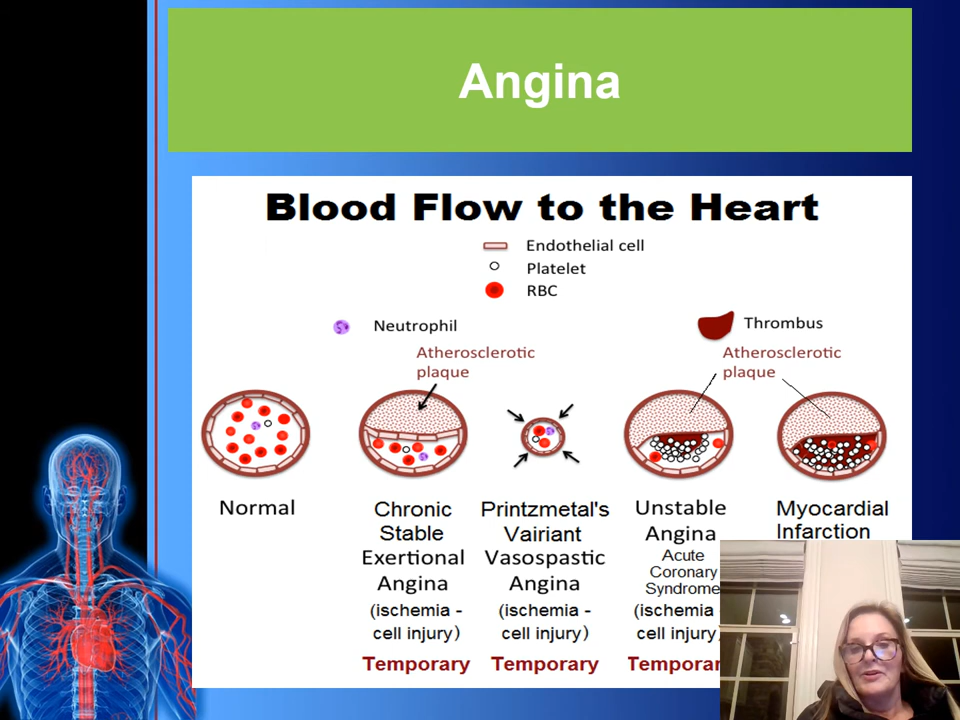 Angina
Blood Flow to the Heart
Endothelial cell
Platelet
RBC
Neutrophil
Thrombus
Atherosclerotic
plaque
Atherosclerotic
plaque
Normal
Chronic
Stable
Exertional
Angina
(ischemia -
cell injury)
Temporary
Printzmetal's
Vairiant
Vasospastic
Angina
(ischemia -
cell injury)
Temporary
Unstable
Angina
Acute
Coronary
Syndrome
(ischemia
cell injury)
Myocardial
Infarction